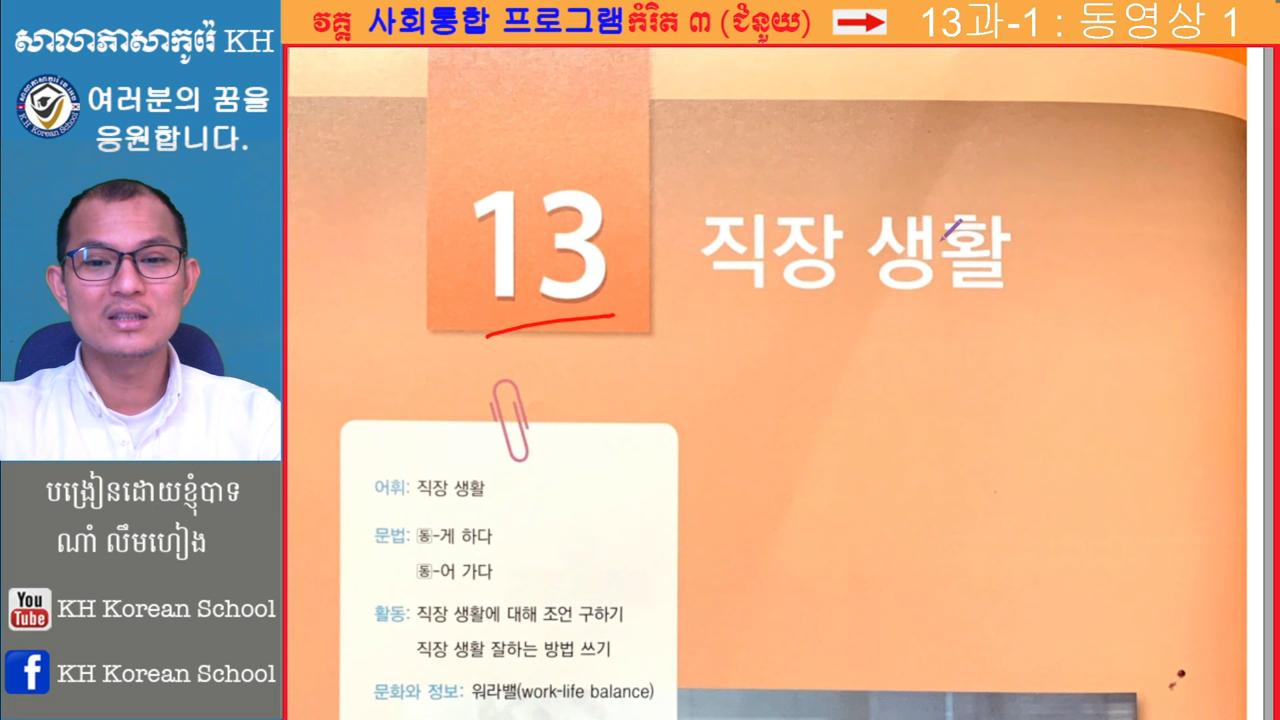 សាលាភាសាកូរ៉េ KH
여러분의 꿈을
응원합니다.
បង្រៀនដោយខ្ញុំបាទ
ណាំ លឹមហៀង
You
Tube
KH Korean School
f
KH Korean School
វគ្គ 사회통합 프로그램កំរិត ៣ (ជំនួយ)
13과-1 : 동영상 1
13
직장 생활
어휘: 직장 생활
문법: 동-게 하다
동-어 가다
활동: 직장 생활에 대해 조언 구하기
직장 생활 잘하는 방법 쓰기
문화와 정보: 워라밸(work-life balance)